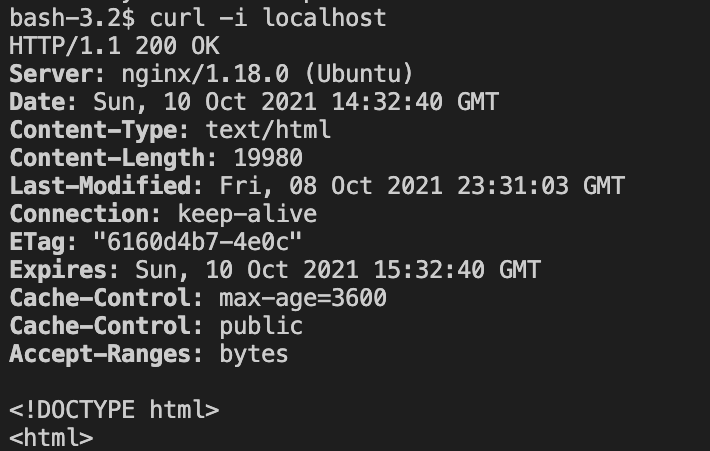 bash-3.2$ curl -i localhost
HTTP/1.1 200 OK
Server: nginx/1.18.0 (Ubuntu)
Date: Sun, 10 Oct 2021 14:32:40 GMT
Content-Type: text/html
Content-Length: 19980
Last-Modified: Fri, 08 Oct 2021 23:31:03 GMT
Connection: keep-alive
ETag: "6160d4b7-4e0c"
Expires: Sun, 10 Oct 2021 15:32:40 GMT
Cache-Control: max-age=3600
Cache-Control: public
Accept-Ranges: bytes

<!DOCTYPE html>
<html>